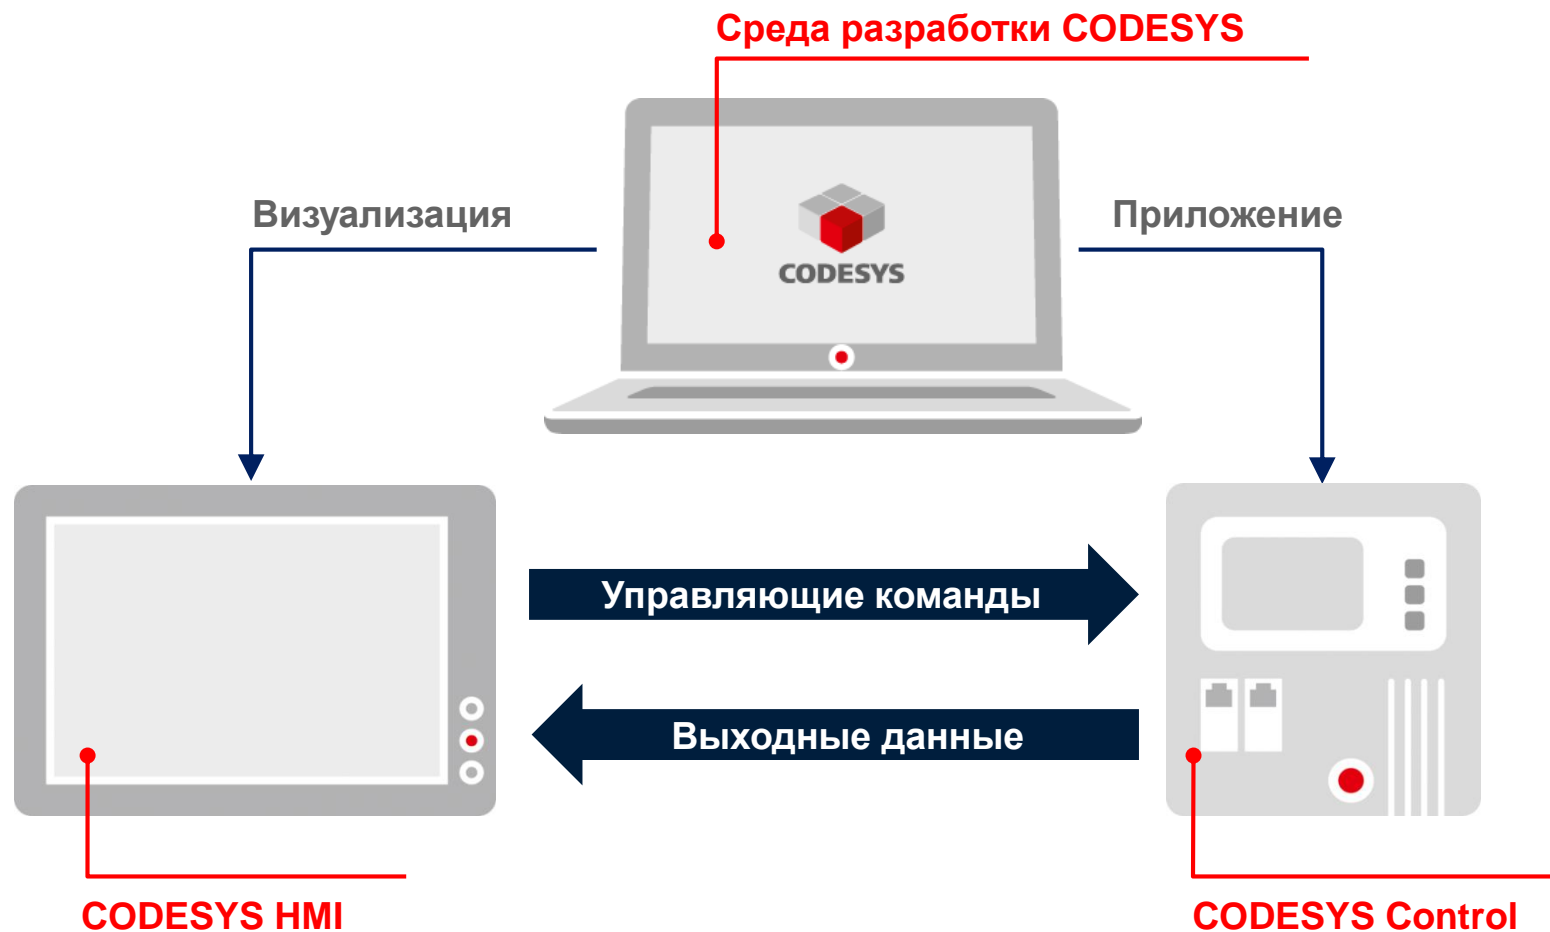 Среда разработки CODESYS
Визуализация
Приложение
CODESYS
Управляющие команды
Выходные данные
CODESYS HMI
CODESYS Control